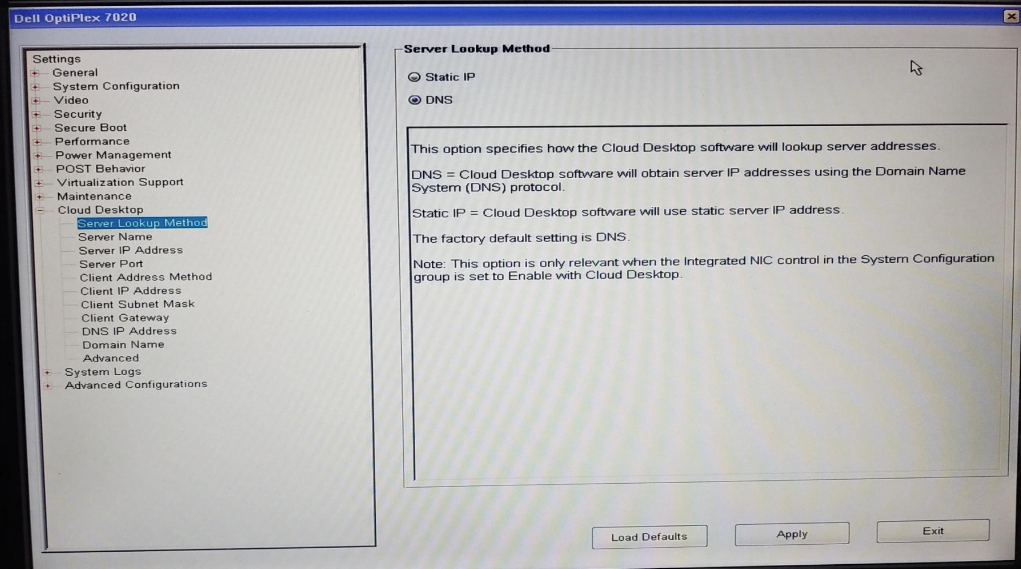 Dell OptiPlex 7020
Settings
General
System Configuration
Video
Security
Secure Boot
Performance
Power Management
POST Behavior
Virtualization Support
Maintenance
Cloud Desktop
Server Lookup Method
Server Name
Server IP Address
Server Port
Client Address Method
Client IP Address
Client Subnet Mask
Client Gateway
DNS IP Address
Domain Name
Advanced
System Logs
Advanced Configurations
Server Lookup Method
Static IP
DNS
This option specifies how the Cloud Desktop software will lookup server addresses.
DNS = Cloud Desktop software will obtain server IP addresses using the Domain Name
System (DNS) protocol.
Static IP = Cloud Desktop software will use static server IP address.
The factory default setting is DNS.
Note: This option is only relevant when the Integrated NIC control in the System Configuration
group is set to Enable with Cloud Desktop.
Load Defaults
Apply
Exit